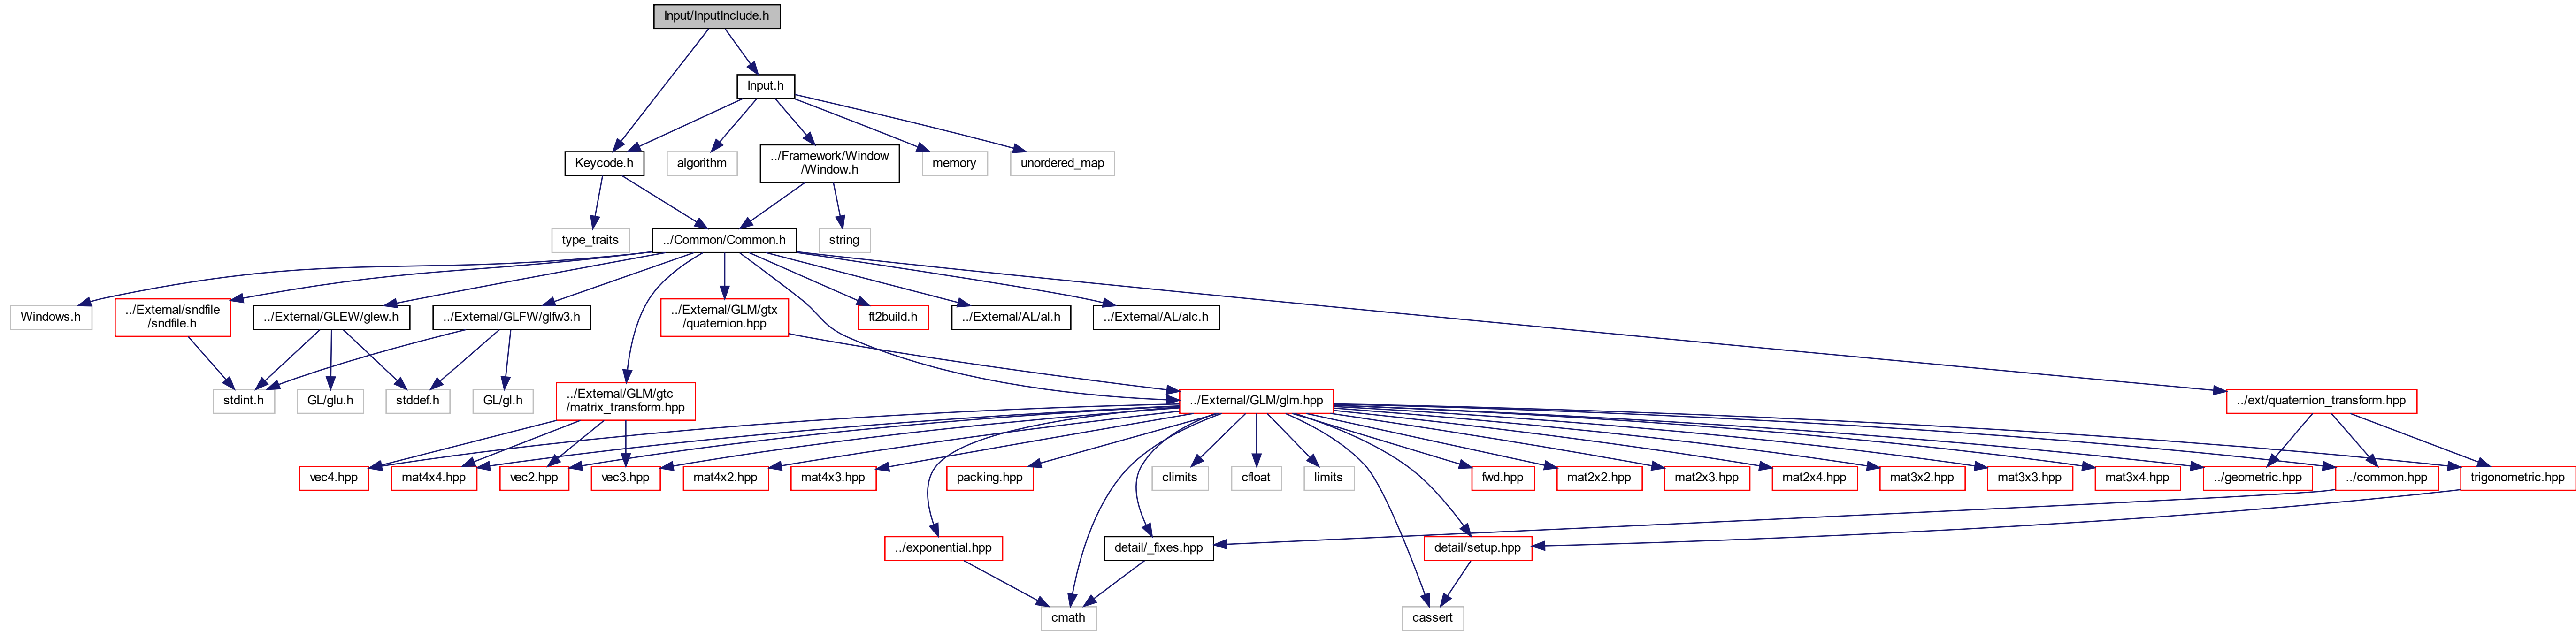 Input/InputInclude.h
Input.h
Keycode.h
algorithm
../Framework/Window
/Window.h
memory
unordered_map
type_traits
../Common/Common.h
string
Windows.h
../External/sndfile
/sndfile.h
../External/GLEW/glew.h
../External/GLFW/glfw3.h
../External/GLM/gtx
/quaternion.hpp
ft2build.h
../External/AL/al.h
../External/AL/alc.h
stdint.h
GL/glu.h
stddef.h
GL/gl.h
../External/GLM/gtc
/matrix_transform.hpp
../External/GLM/glm.hpp
../ext/quaternion_transform.hpp
vec4.hpp
mat4x4.hpp
vec2.hpp
vec3.hpp
mat4x2.hpp
mat4x3.hpp
packing.hpp
climits
cfloat
limits
fwd.hpp
mat2x2.hpp
mat2x3.hpp
mat2x4.hpp
mat3x2.hpp
mat3x3.hpp
mat3x4.hpp
../geometric.hpp
../common.hpp
trigonometric.hpp
../exponential.hpp
detail/_fixes.hpp
detail/setup.hpp
cmath
cassert